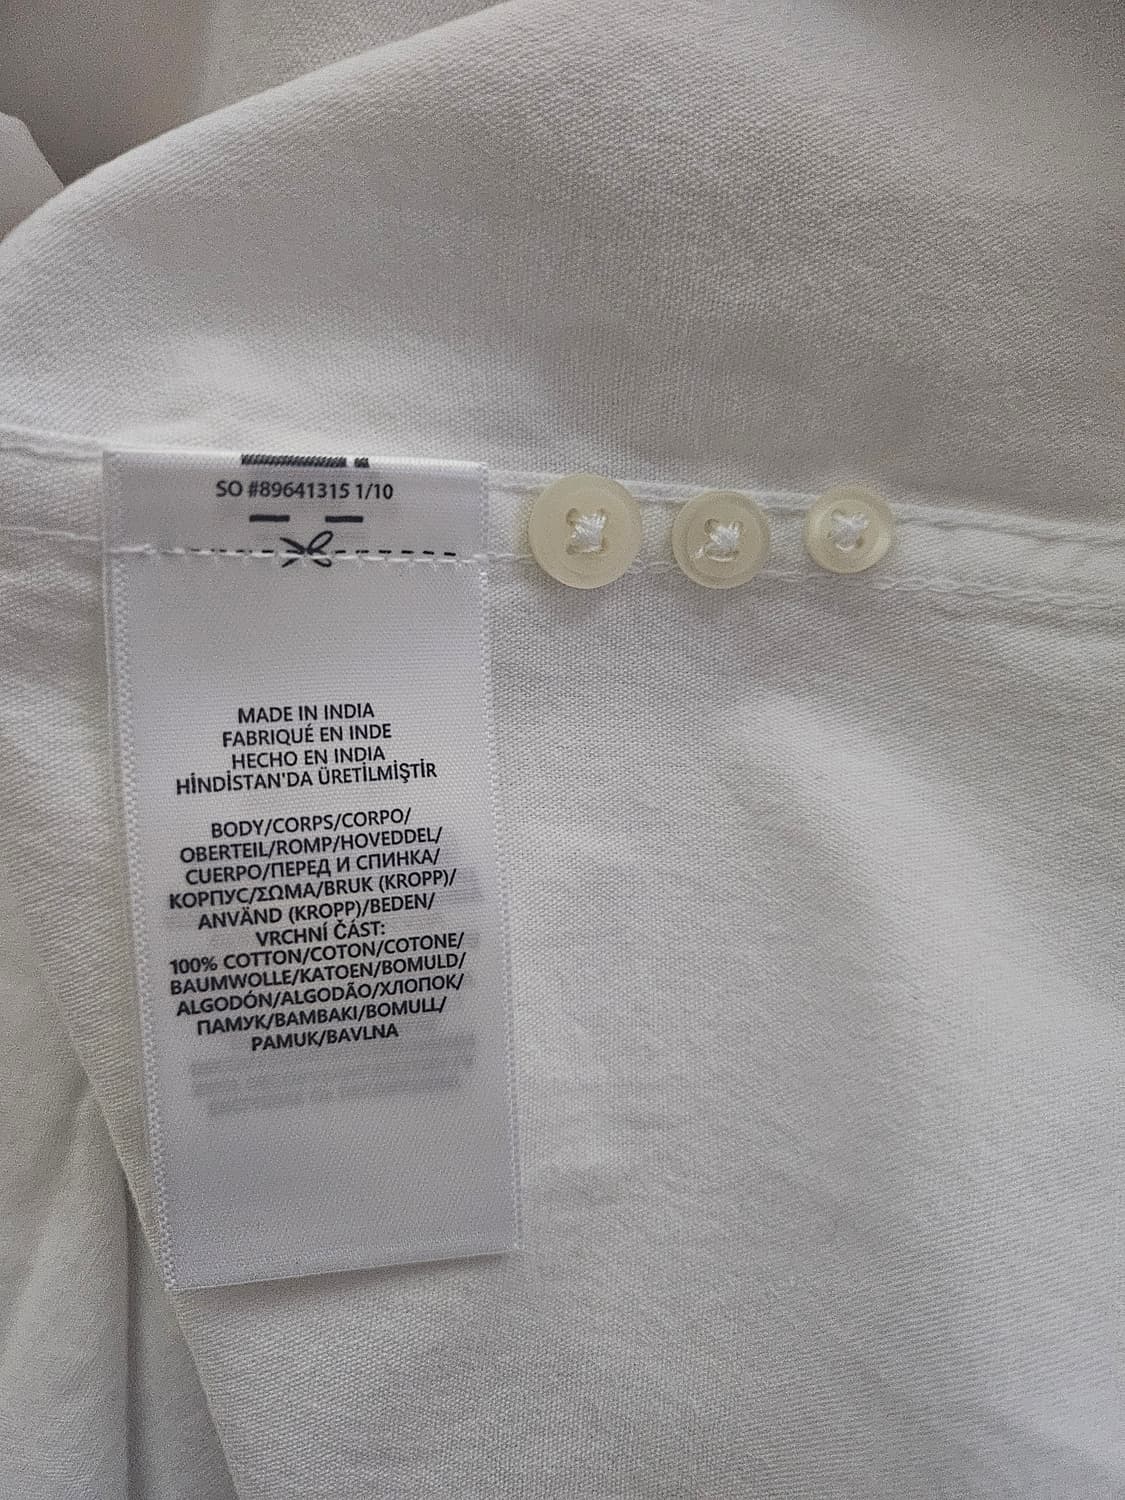 SO #89641315 1/10
MADE IN INDIA
FABRIQUÉ EN INDE
HECHO EN INDIA
HİNDİSTAN'DA ÜRETİLMİŞTİR
BODY/CORPS/CORPO/
OBERTEIL/ROMP/HOVEDDEL/
CUERPO/ПЕРЕД И СПИНКА/
КОРПУС/ΣΩΜΑ/BRUK (KROPP)/
ANVÄND (KROPP)/BEDEN/
VRCHNÍ ČÁST:
100% COTTON/COTON/COTONE/
BAUMWOLLE/KATOEN/BOMULD/
ALGODÓN/ALGODÃO/ХЛОПОК/
ПАМУК/ΒΑΜΒΑΚΙ/BOMULL/
PAMUK/BAVLNA